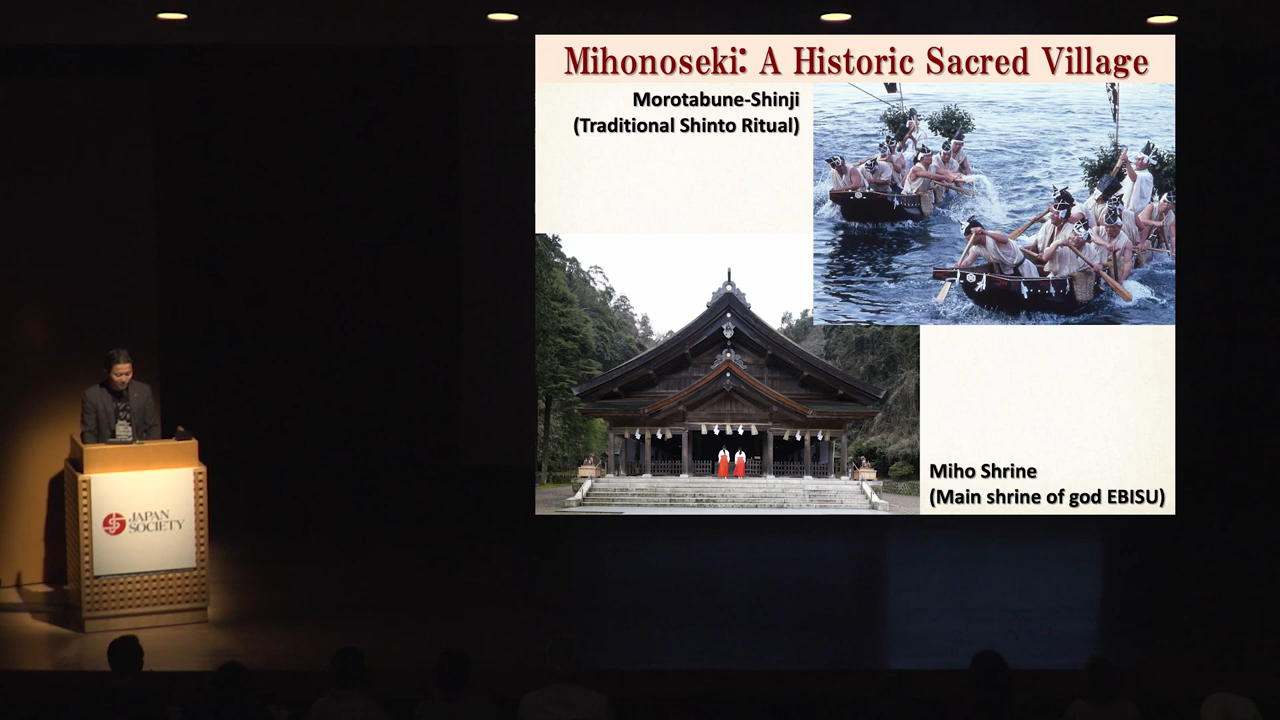 Mihonoseki: A Historic Sacred Village
Morotabune-Shinji
(Traditional Shinto Ritual)
Miho Shrine
(Main shrine of god EBISU)
JAPAN
SOCIETY